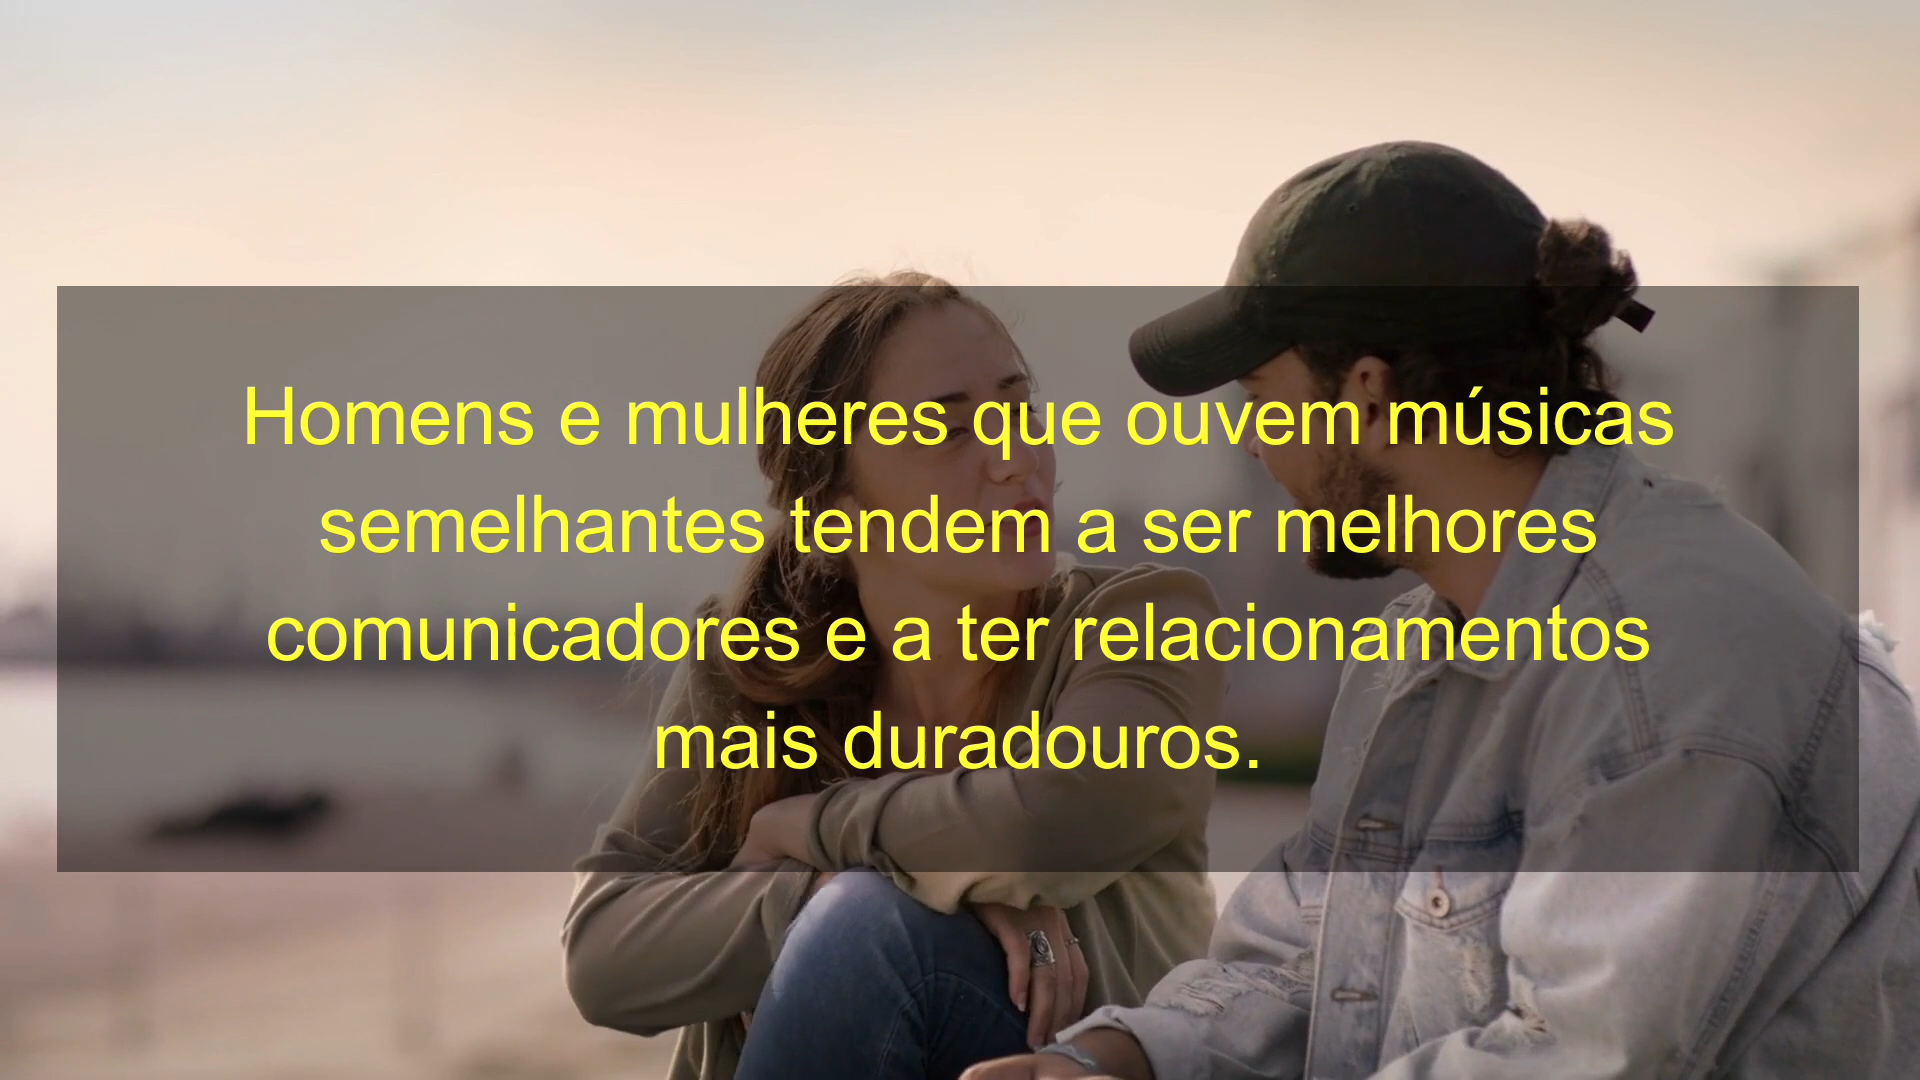 Homens e mulheres que ouvem músicas
semelhantes tendem a ser melhores
comunicadores e a ter relacionamentos
mais duradouros.